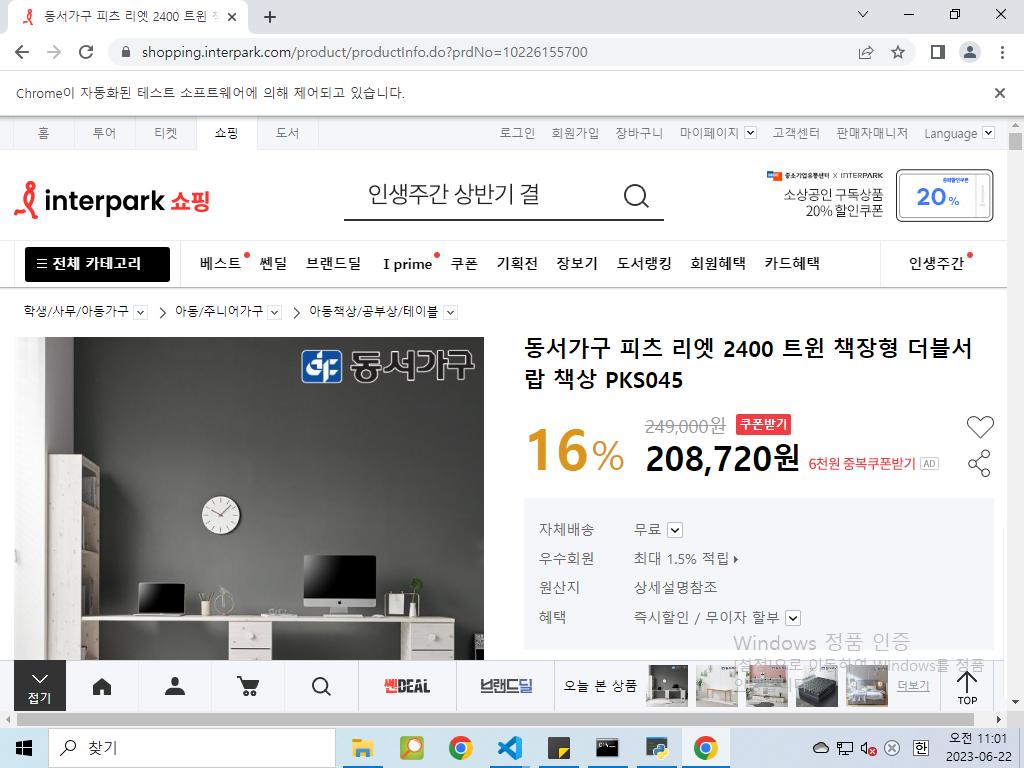 동서가구 피츠 리엣 2400 트윈
shopping.interpark.com/product/productInfo.do?prdNo=10226155700
Chrome이 자동화된 테스트 소프트웨어에 의해 제어되고 있습니다.
홈 투어 티켓 쇼핑 도서 로그인 회원가입 장바구니 마이페이지 고객센터 판매자매니저 Language
interpark 쇼핑
인생주간 상반기 결
중소기업유통센터 X INTERPARK
소상공인 구독상품
20% 할인쿠폰
중복할인쿠폰
20%
전체 카테고리 베스트 쎈딜 브랜드딜 I prime 쿠폰 기획전 장보기 도서랭킹 회원혜택 카드혜택 인생주간
학생/사무/아동가구 아동/주니어가구 아동책상/공부상/테이블
동서가구
동서가구 피츠 리엣 2400 트윈 책장형 더블서
랍 책상 PKS045
16%
249,000원 쿠폰받기
208,720원 6천원 중복쿠폰받기 AD
자체배송 무료
우수회원 최대 1.5% 적립
원산지 상세설명참조
혜택 즉시할인 / 무이자 할부
Windows 정품 인증
[설정]으로 이동하여 Windows를 정품
접기
쎈DEAL
브랜드딜
오늘 본 상품
더보기
TOP
찾기
한
오전 11:01
2023-06-22